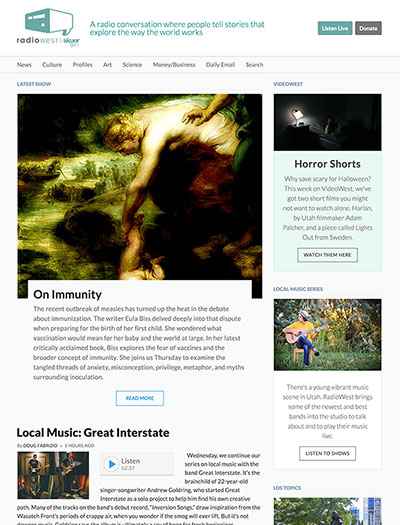 A radio conversation where people tell stories that
explore the way the world works
radiowest | kuer
Listen Live Donate
News Culture Profiles Art Science Money/Business Daily Email Search
LATEST SHOW
On Immunity
The recent outbreak of measles has turned up the heat in the debate
about immunization. The writer Eula Biss delved deeply into that dispute
when preparing for the birth of her first child. She wondered what
vaccination would mean for her baby and the world at large. In her latest
critically acclaimed book, Biss explores the fear of vaccines and the
broader concept of immunity. She joins us Thursday to examine the
tangled threads of anxiety, misconception, privilege, metaphor, and myths
surrounding inoculation.
READ MORE
Local Music: Great Interstate
By DOUG FABRIZIO • 5 HOURS AGO
Listen
52:37
Wednesday, we continue our
series on local music with the
band Great Interstate. It's the
brainchild of 22-year-old
singer-songwriter Andrew Goldring, who started Great
Interstate as a solo project to help him find his own creative
path. Many of the tracks on the band's debut record, "Inversion Songs," draw inspiration from the
Wasatch Front's periods of crappy air, when you wonder if the smog will ever lift. But it's not
VIDEOWEST
Horror Shorts
Why save scary for Halloween?
This week on VideoWest, we've
got two short films you might
not want to watch alone. Harlan,
by Utah filmmaker Adam
Palcher, and a piece called Lights
Out from Sweden.
WATCH THEM HERE
LOCAL MUSIC SERIES
There's a young vibrant music
scene in Utah. RadioWest brings
some of the newest and best
bands into the studio to talk
about and to play their music
live.
LISTEN TO SHOWS
LDS TOPICS